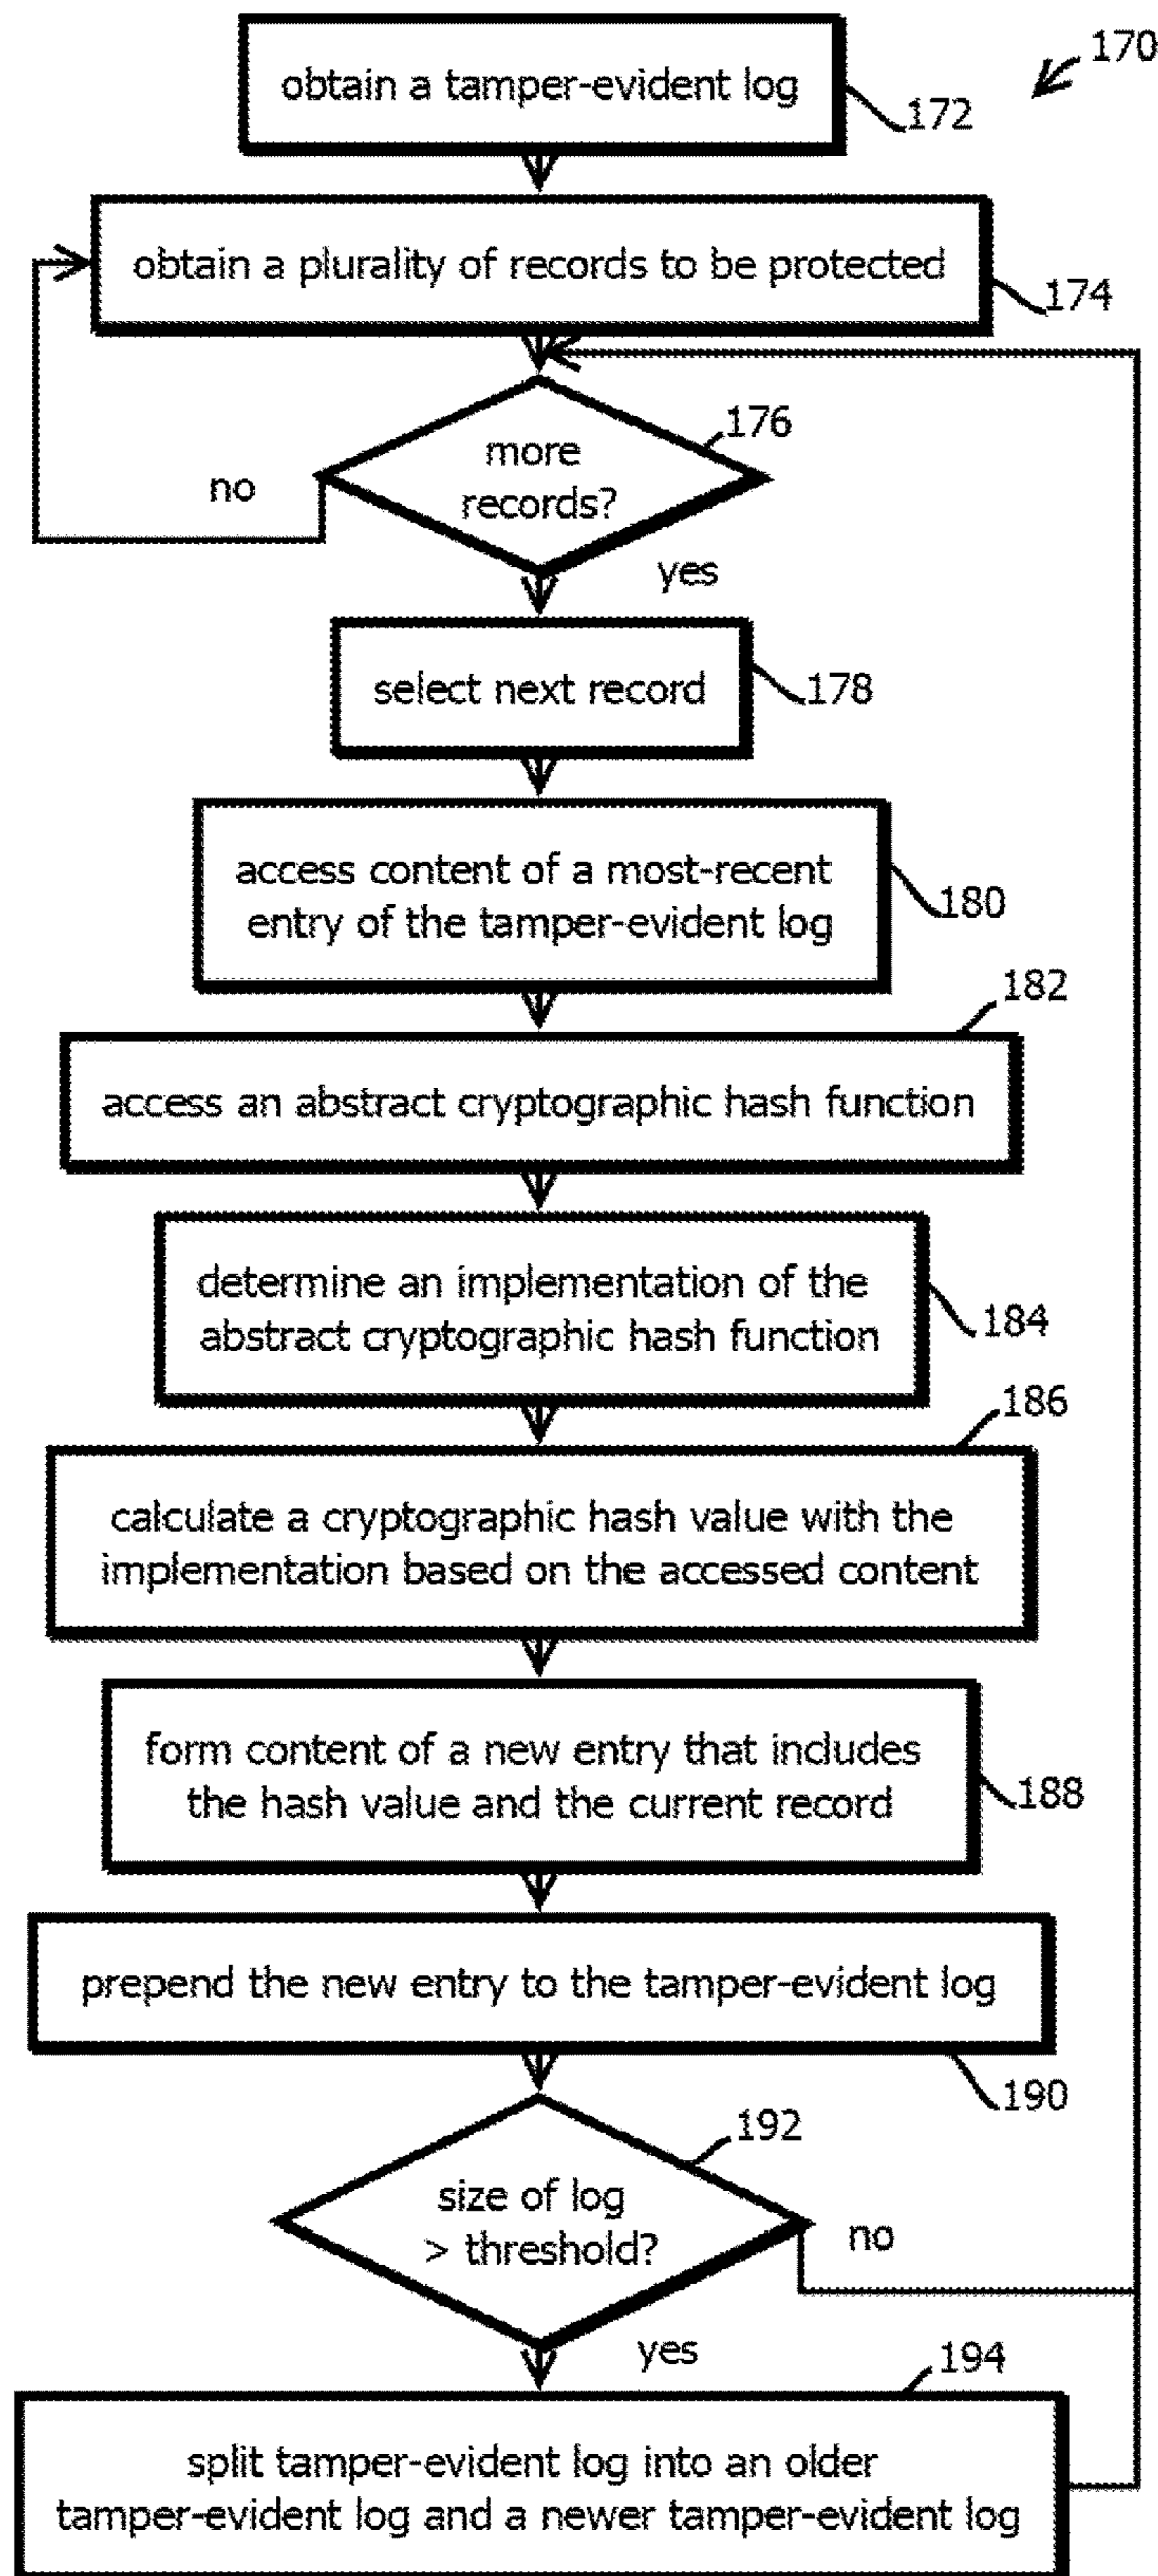 170
obtain a tamper-evident log
172
obtain a plurality of records to be protected
174
176
more
records?
no
yes
select next record
178
access content of a most-recent
entry of the tamper-evident log
180
182
access an abstract cryptographic hash function
determine an implementation of the
abstract cryptographic hash function
184
186
calculate a cryptographic hash value with the
implementation based on the accessed content
form content of a new entry that includes
the hash value and the current record
188
prepend the new entry to the tamper-evident log
190
192
size of log
> threshold?
no
yes
194
split tamper-evident log into an older
tamper-evident log and a newer tamper-evident log